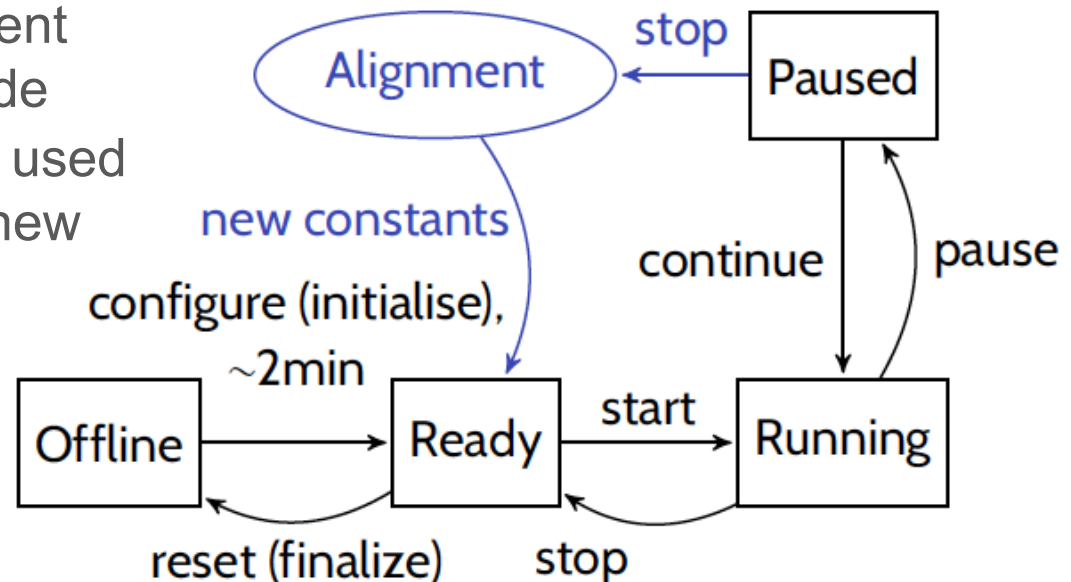 ent
de
used
new
stop
Alignment
Paused
new constants
continue
pause
configure (initialise),
~2min
Offline
Ready
start
Running
reset (finalize)
stop